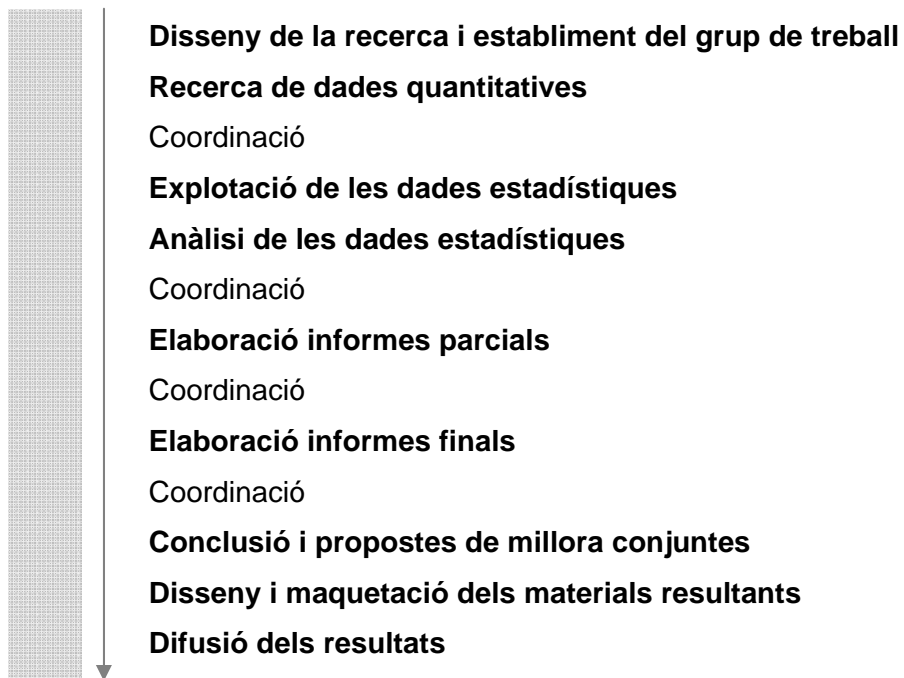 Disseny de la recerca i establiment del grup de treball
Recerca de dades quantitatives
Coordinació
Explotació de les dades estadístiques
Anàlisi de les dades estadístiques
Coordinació
Elaboració informes parcials
Coordinació
Elaboració informes finals
Coordinació
Conclusió i propostes de millora conjuntes
Disseny i maquetació dels materials resultants
Difusió dels resultats